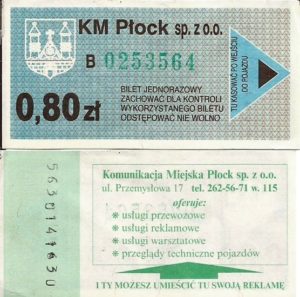 KM Płock sp. z o.o.
B 0253564
0,80 zł
BILET JEDNORAZOWY
ZACHOWAĆ DLA KONTROLI
WYKORZYSTANEGO BILETU
ODSTĘPOWAĆ NIE WOLNO
TU KASOWAĆ PO WEJŚCIU
DO POJAZDU
Komunikacja Miejska Płock sp. z o.o.
ul. Przemysłowa 17 tel. 262-56-71 w. 115
oferuje:
* usługi przewozowe
* usługi reklamowe
* usługi warsztatowe
* przeglądy techniczne pojazdów
I TY MOŻESZ UMIEŚCIĆ TU SWOJĄ REKLAMĘ